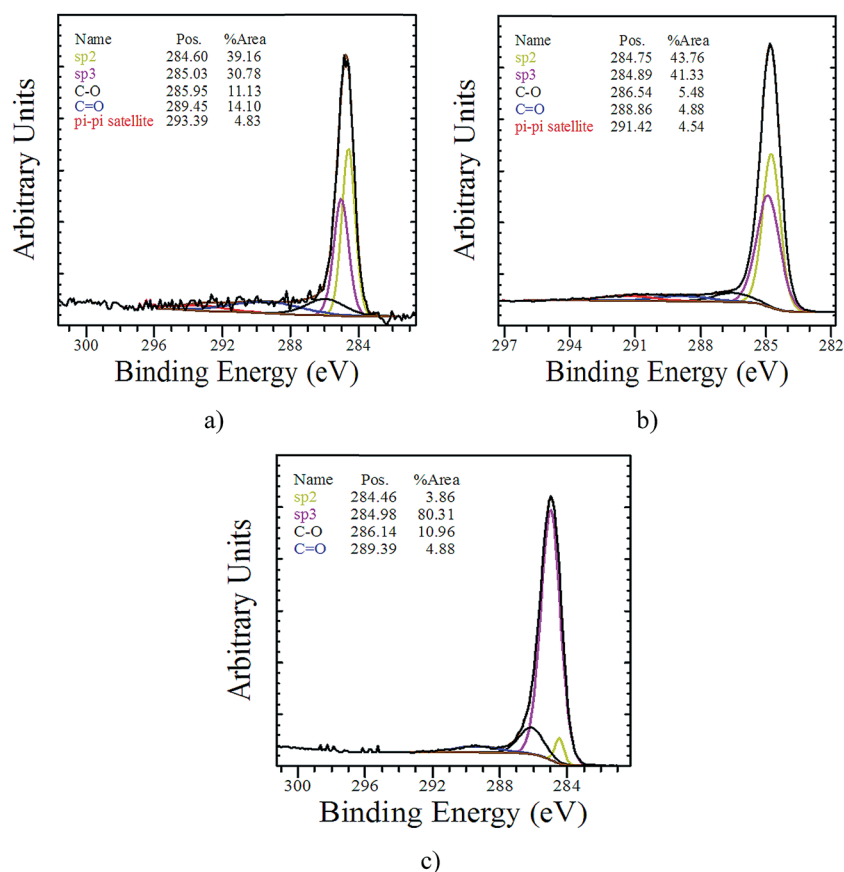 Name Pos. %Area
sp2 284.60 39.16
sp3 285.03 30.78
C-O 285.95 11.13
C=O 289.45 14.10
pi-pi satellite 293.39 4.83
Arbitrary Units
300 296 292 288 284
Binding Energy (eV)
a)
Name Pos. %Area
sp2 284.75 43.76
sp3 284.89 41.33
C-O 286.54 5.48
C=O 288.86 4.88
pi-pi satellite 291.42 4.54
Arbitrary Units
297 294 291 288 285 282
Binding Energy (eV)
b)
Name Pos. %Area
sp2 284.46 3.86
sp3 284.98 80.31
C-O 286.14 10.96
C=O 289.39 4.88
Arbitrary Units
300 296 292 288 284
Binding Energy (eV)
c)